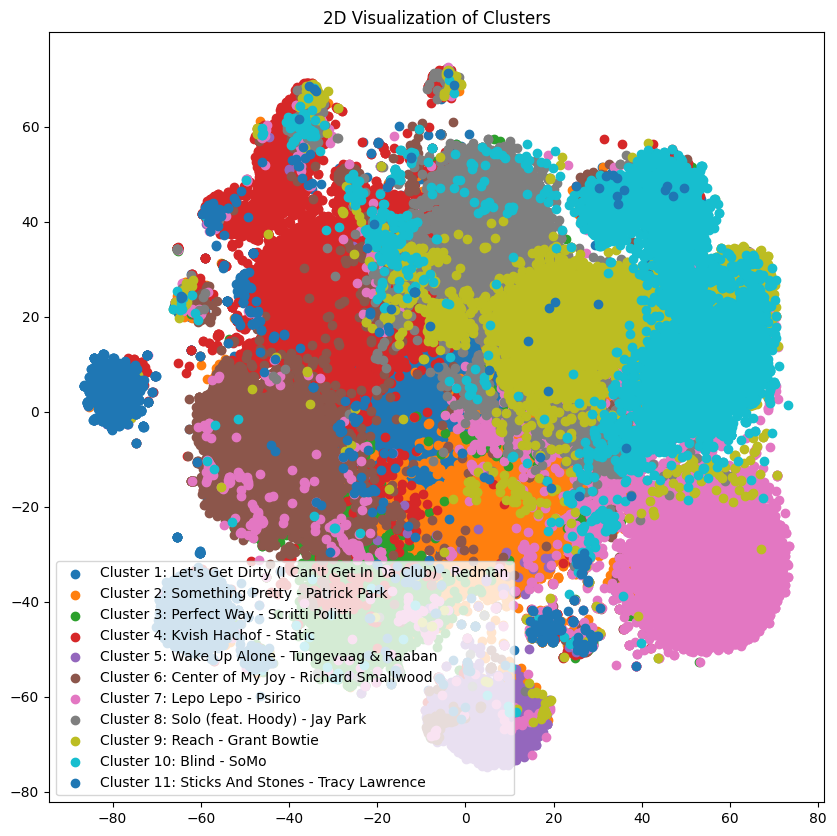 2D Visualization of Clusters
60
40
20
0
−20
−40
−60
−80
Cluster 1: Let's Get Dirty (I Can't Get In Da Club) - Redman
Cluster 2: Something Pretty - Patrick Park
Cluster 3: Perfect Way - Scritti Politti
Cluster 4: Kvish Hachof - Static
Cluster 5: Wake Up Alone - Tungevaag & Raaban
Cluster 6: Center of My Joy - Richard Smallwood
Cluster 7: Lepo Lepo - Psirico
Cluster 8: Solo (feat. Hoody) - Jay Park
Cluster 9: Reach - Grant Bowtie
Cluster 10: Blind - SoMo
Cluster 11: Sticks And Stones - Tracy Lawrence
−80 −60 −40 −20 0 20 40 60 80